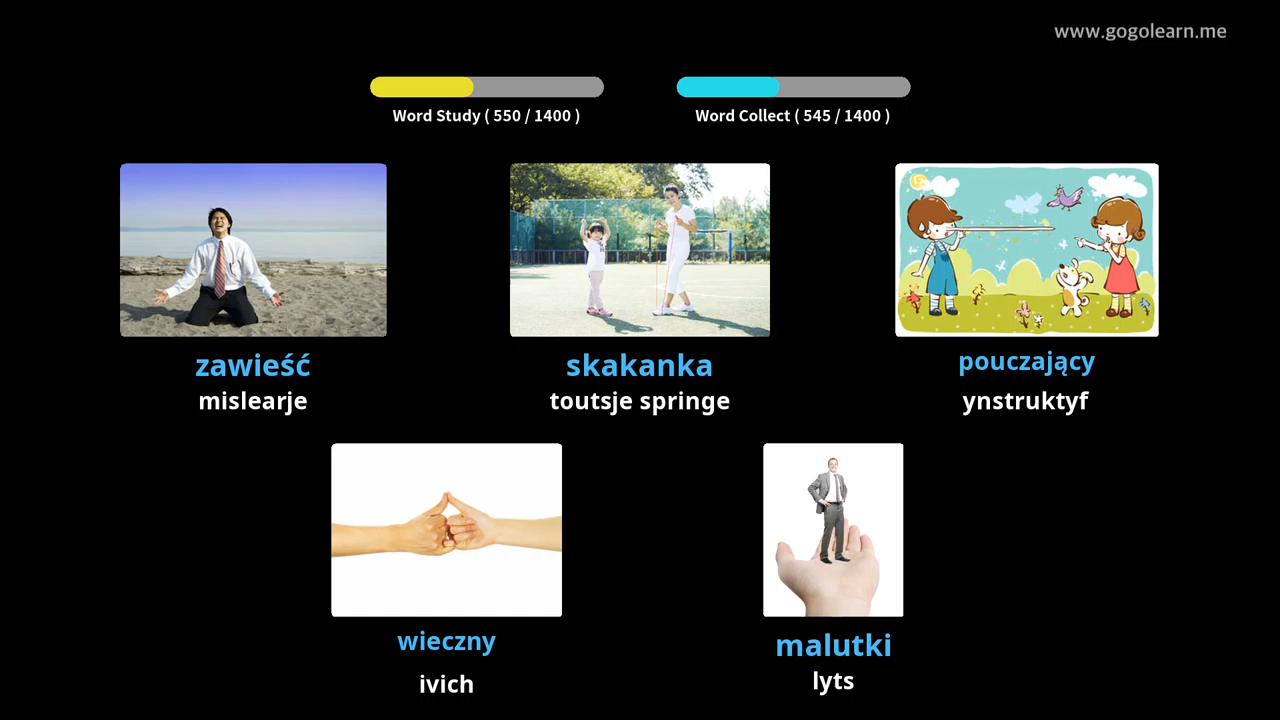 www.gogolearn.me
Word Study ( 550 / 1400 )
Word Collect ( 545 / 1400 )
zawieść
mislearje
skakanka
toutsje springe
pouczający
ynstruktyf
wieczny
ivich
malutki
lyts